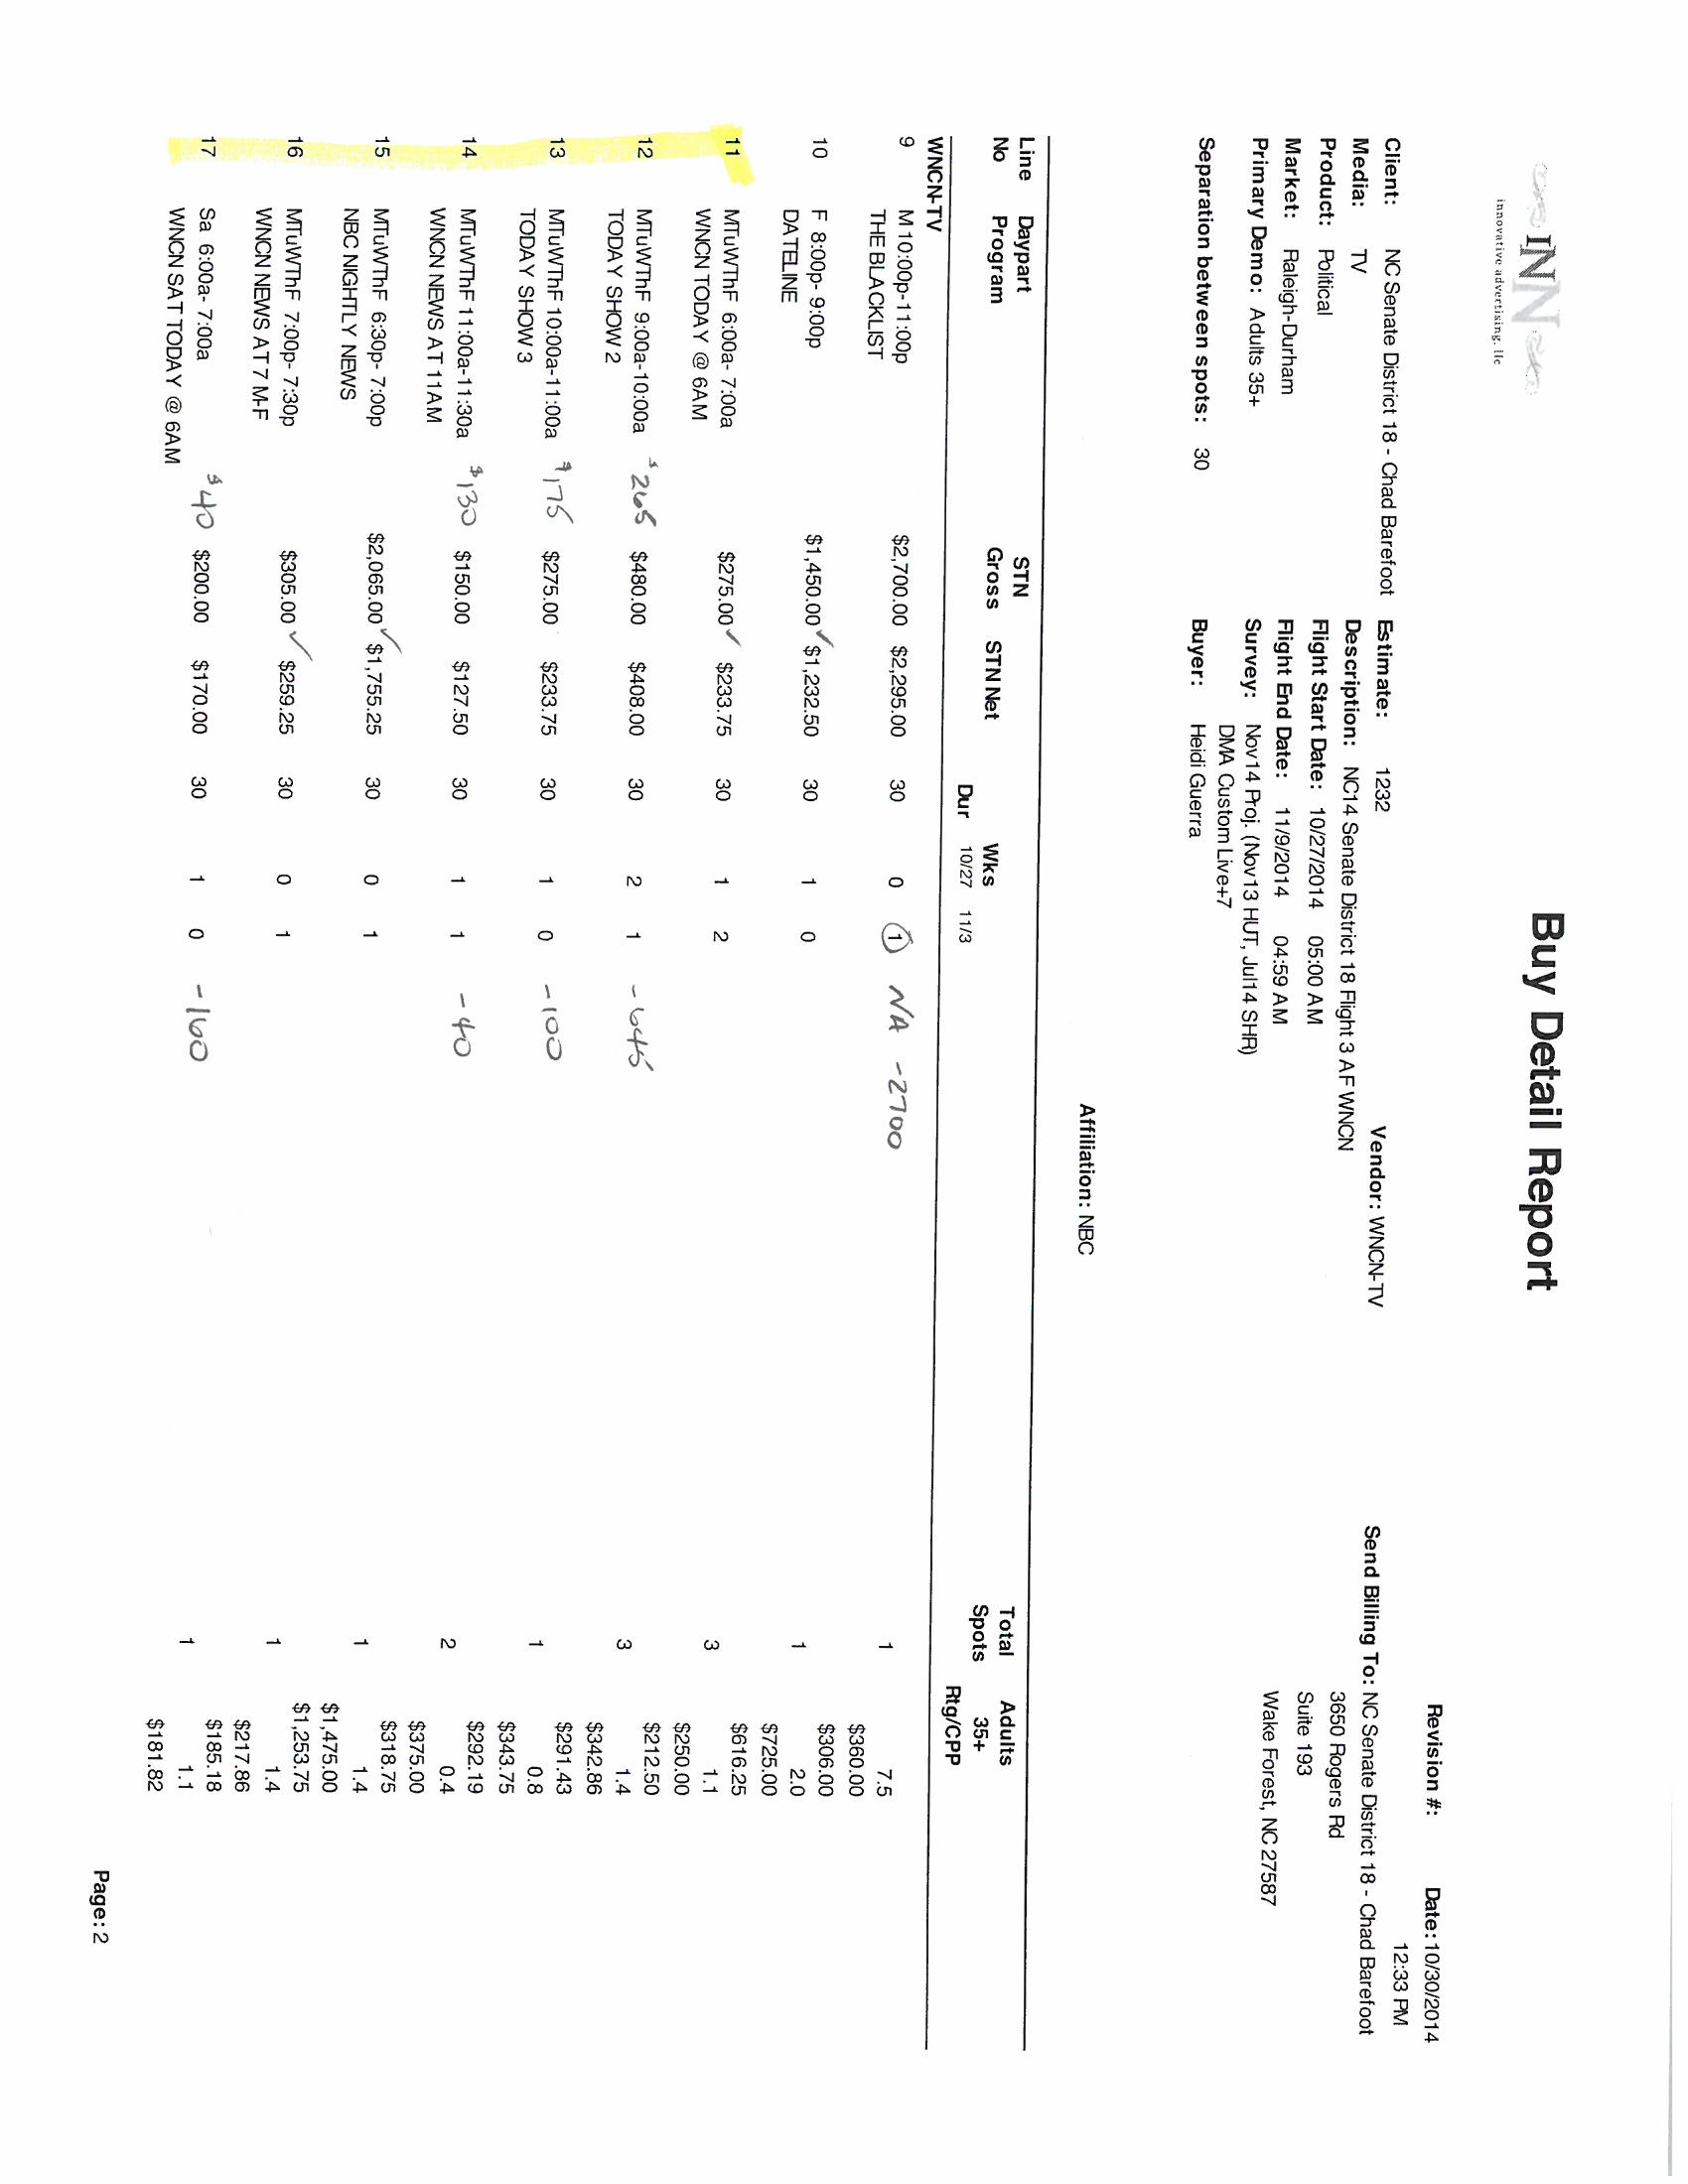 INN
innovative advertising, llc
Buy Detail Report
Revision #: Date: 10/30/2014
12:33 PM
Client: NC Senate District 18 - Chad Barefoot Estimate: 1232 Vendor: WNCN-TV Send Billing To: NC Senate District 18 - Chad Barefoot
Media: TV Description: NC14 Senate District 18 Flight 3 AF WNCN 3650 Rogers Rd
Product: Political Flight Start Date: 10/27/2014 05:00 AM Suite 193
Market: Raleigh-Durham Flight End Date: 11/9/2014 04:59 AM Wake Forest, NC 27587
Primary Demo: Adults 35+ Survey: Nov14 Proj. (Nov13 HUT, Jul14 SHR)
DMA Custom Live+7
Separation between spots: 30 Buyer: Heidi Guerra
Affiliation: NBC
Line Daypart STN Wks Total Adults
No Program Gross STN Net Dur 10/27 11/3 Spots 35+
Rtg/CPP
WNCN-TV
9 M 10:00p-11:00p $2,700.00 $2,295.00 30 0 1 NA -2700 1 7.5
THE BLACKLIST $360.00
$306.00
10 F 8:00p- 9:00p $1,450.00 ✓ $1,232.50 30 1 0 1 2.0
DATELINE $725.00
$616.25
11 MTuWThF 6:00a- 7:00a $275.00 ✓ $233.75 30 1 2 3 1.1
WNCN TODAY @ 6AM $250.00
$212.50
12 MTuWThF 9:00a-10:00a $265 $480.00 $408.00 30 2 1 -645 3 1.4
TODAY SHOW 2 $342.86
$291.43
13 MTuWThF 10:00a-11:00a $175 $275.00 $233.75 30 1 0 -100 1 0.8
TODAY SHOW 3 $343.75
$292.19
14 MTuWThF 11:00a-11:30a $130 $150.00 $127.50 30 1 1 -40 2 0.4
WNCN NEWS AT 11AM $375.00
$318.75
15 MTuWThF 6:30p- 7:00p $2,065.00 ✓ $1,755.25 30 0 1 1 1.4
NBC NIGHTLY NEWS $1,475.00
$1,253.75
16 MTuWThF 7:00p- 7:30p $305.00 ✓ $259.25 30 0 1 1 1.4
WNCN NEWS AT 7 M-F $217.86
$185.18
17 Sa 6:00a- 7:00a $40 $200.00 $170.00 30 1 0 -160 1 1.1
WNCN SAT TODAY @ 6AM $181.82
Page: 2